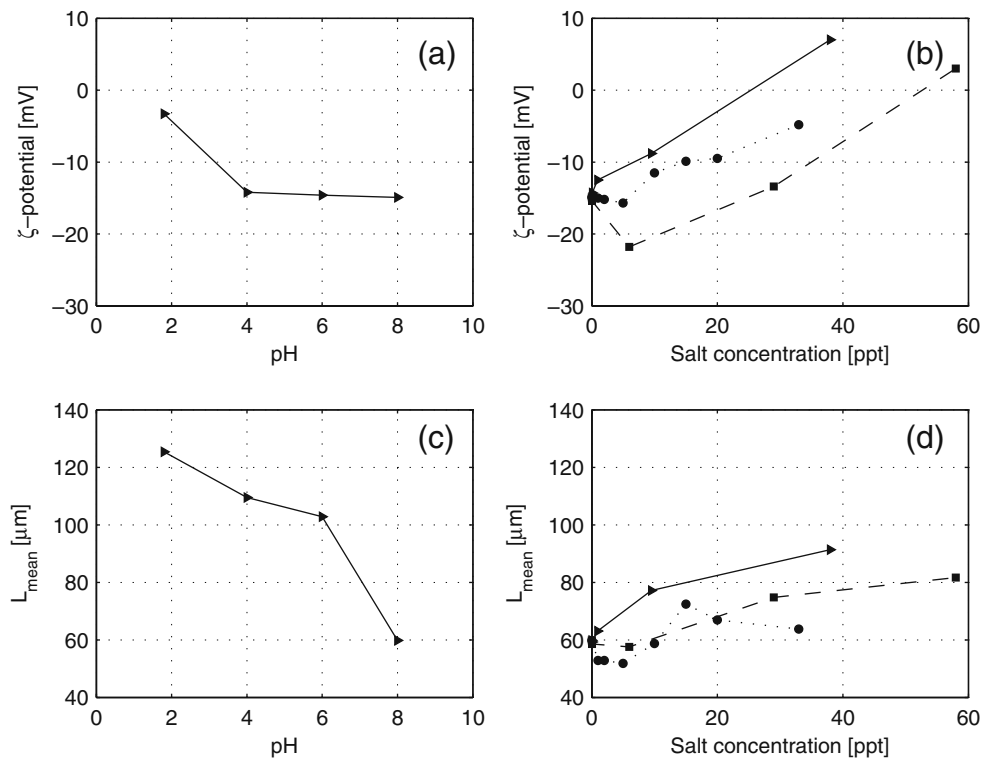 10
0
−10
−20
−30
ζ−potential [mV]
(a)
0 2 4 6 8 10
pH
10
0
−10
−20
−30
ζ−potential [mV]
(b)
0 20 40 60
Salt concentration [ppt]
140
120
100
80
60
40
L_mean [μm]
(c)
0 2 4 6 8 10
pH
140
120
100
80
60
40
L_mean [μm]
(d)
0 20 40 60
Salt concentration [ppt]